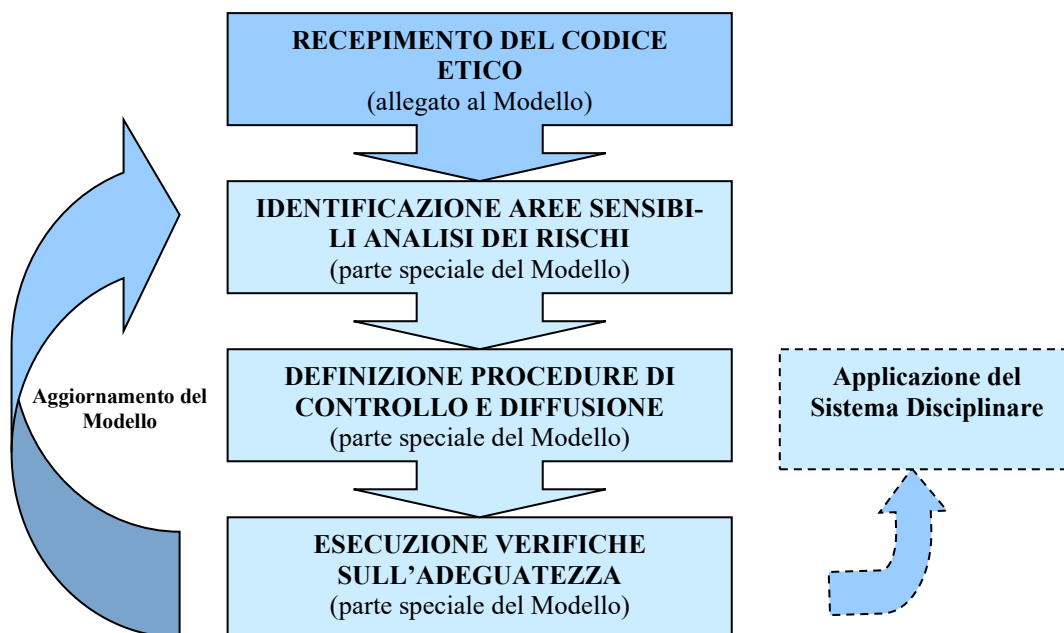 RECEPIMENTO DEL CODICE
ETICO
(allegato al Modello)
IDENTIFICAZIONE AREE SENSIBI-
LI ANALISI DEI RISCHI
(parte speciale del Modello)
Aggiornamento del
Modello
DEFINIZIONE PROCEDURE DI
CONTROLLO E DIFFUSIONE
(parte speciale del Modello)
Applicazione del
Sistema Disciplinare
ESECUZIONE VERIFICHE
SULL’ADEGUATEZZA
(parte speciale del Modello)